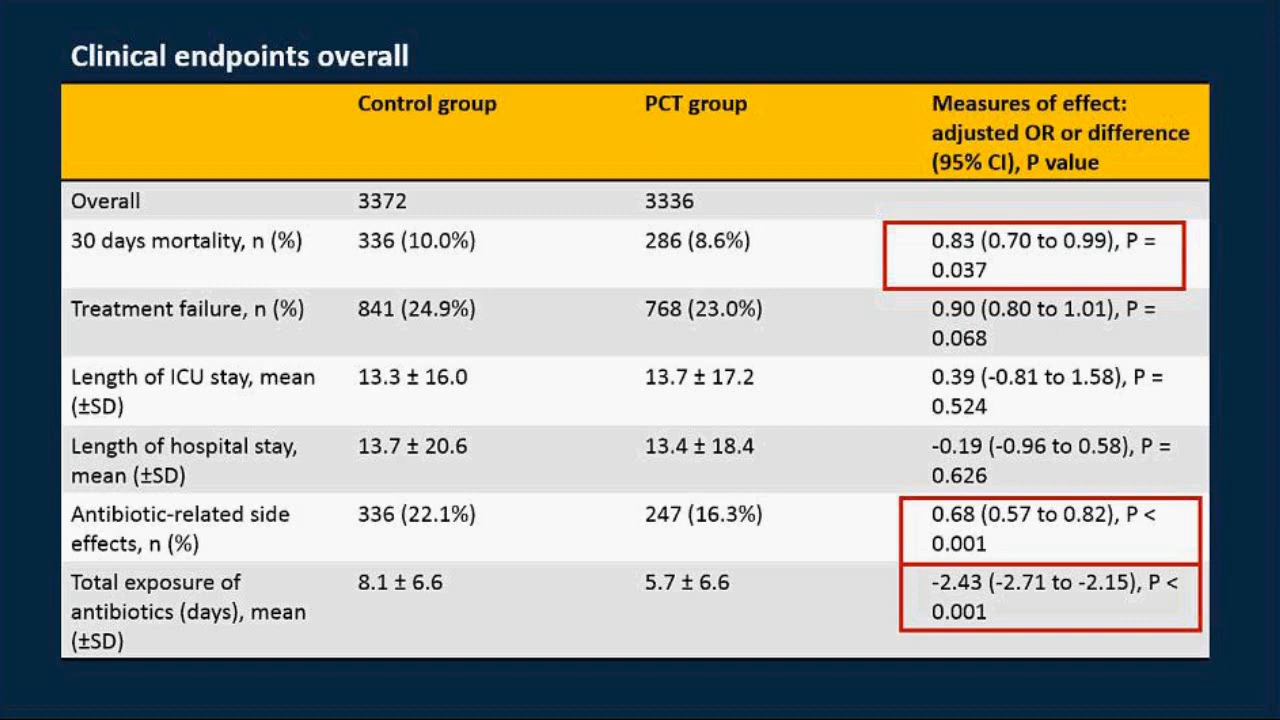 Clinical endpoints overall
Control group
PCT group
Measures of effect:
adjusted OR or difference
(95% CI), P value
Overall
3372
3336
30 days mortality, n (%)
336 (10.0%)
286 (8.6%)
0.83 (0.70 to 0.99), P =
0.037
Treatment failure, n (%)
841 (24.9%)
768 (23.0%)
0.90 (0.80 to 1.01), P =
0.068
Length of ICU stay, mean
(±SD)
13.3 ± 16.0
13.7 ± 17.2
0.39 (-0.81 to 1.58), P =
0.524
Length of hospital stay,
mean (±SD)
13.7 ± 20.6
13.4 ± 18.4
-0.19 (-0.96 to 0.58), P =
0.626
Antibiotic-related side
effects, n (%)
336 (22.1%)
247 (16.3%)
0.68 (0.57 to 0.82), P <
0.001
Total exposure of
antibiotics (days), mean
(±SD)
8.1 ± 6.6
5.7 ± 6.6
-2.43 (-2.71 to -2.15), P <
0.001